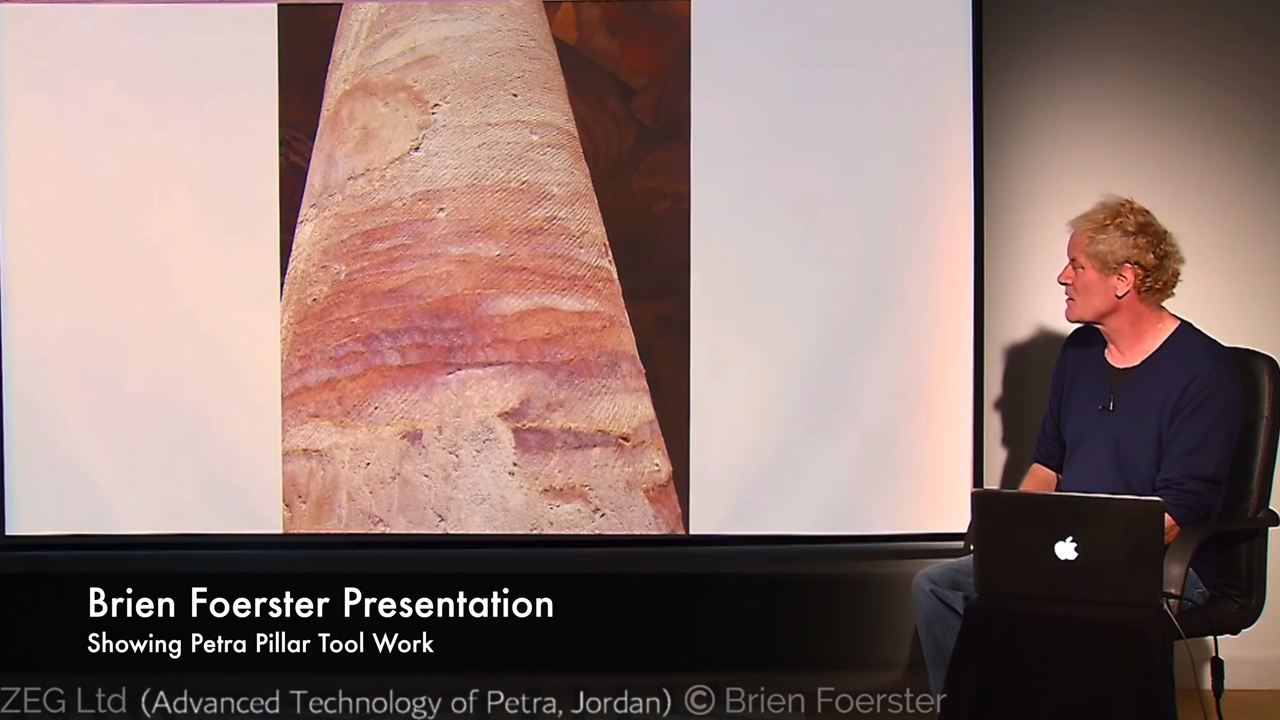 Brien Foerster Presentation
Showing Petra Pillar Tool Work
ZEG Ltd (Advanced Technology of Petra, Jordan) © Brien Foerster